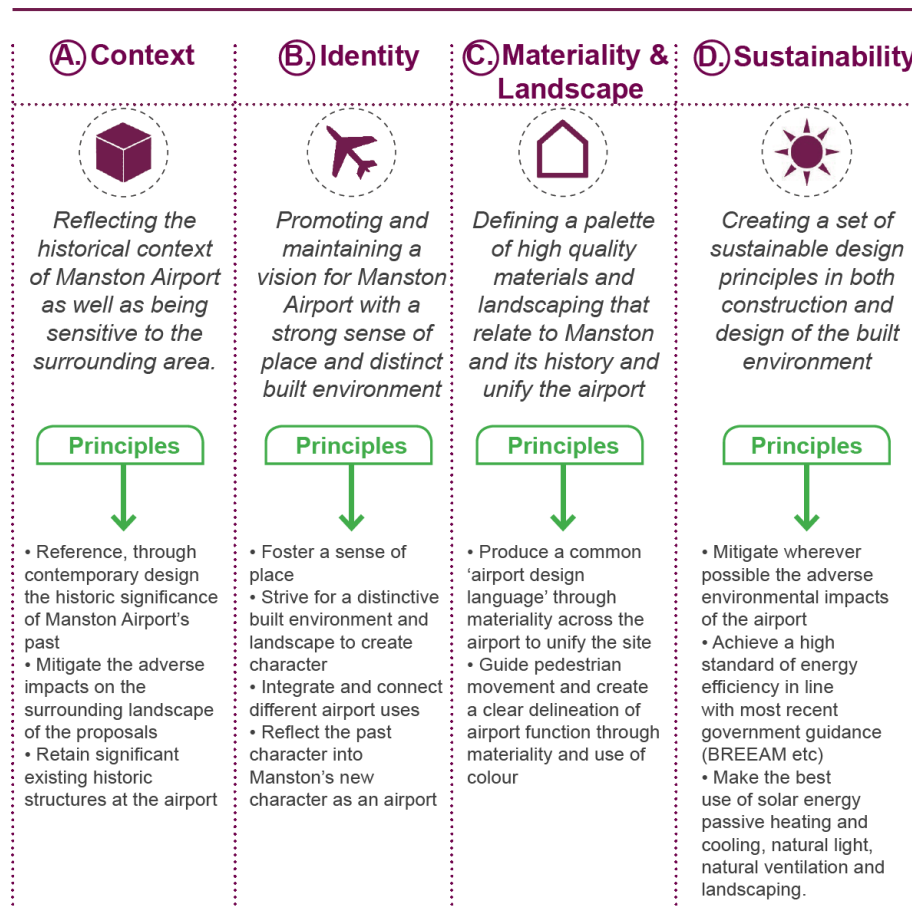 A. Context
Reflecting the
historical context
of Manston Airport
as well as being
sensitive to the
surrounding area.
Principles
• Reference, through
contemporary design
the historic significance
of Manston Airport's
past
• Mitigate the adverse
impacts on the
surrounding landscape
of the proposals
• Retain significant
existing historic
structures at the airport
B. Identity
Promoting and
maintaining a
vision for Manston
Airport with a
strong sense of
place and distinct
built environment
Principles
• Foster a sense of
place
• Strive for a distinctive
built environment and
landscape to create
character
• Integrate and connect
different airport uses
• Reflect the past
character into
Manston's new
character as an airport
C. Materiality &
Landscape
Defining a palette
of high quality
materials and
landscaping that
relate to Manston
and its history and
unify the airport
Principles
• Produce a common
‘airport design
language’ through
materiality across the
airport to unify the site
• Guide pedestrian
movement and create
a clear delineation of
airport function through
materiality and use of
colour
D. Sustainability
Creating a set of
sustainable design
principles in both
construction and
design of the built
environment
Principles
• Mitigate wherever
possible the adverse
environmental impacts
of the airport
• Achieve a high
standard of energy
efficiency in line
with most recent
government guidance
(BREEAM etc)
• Make the best
use of solar energy
passive heating and
cooling, natural light,
natural ventilation and
landscaping.